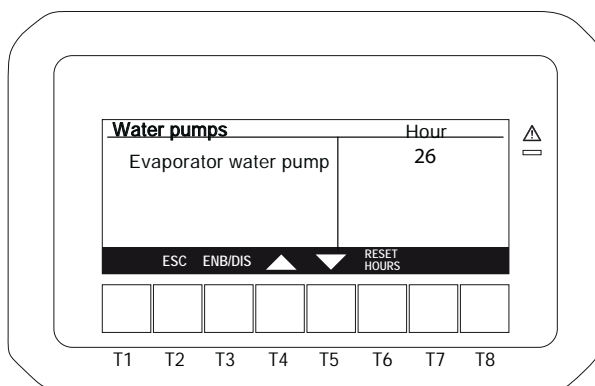 Water pumps Hour
Evaporator water pump 26
ESC ENB/DIS RESET
HOURS
T1 T2 T3 T4 T5 T6 T7 T8